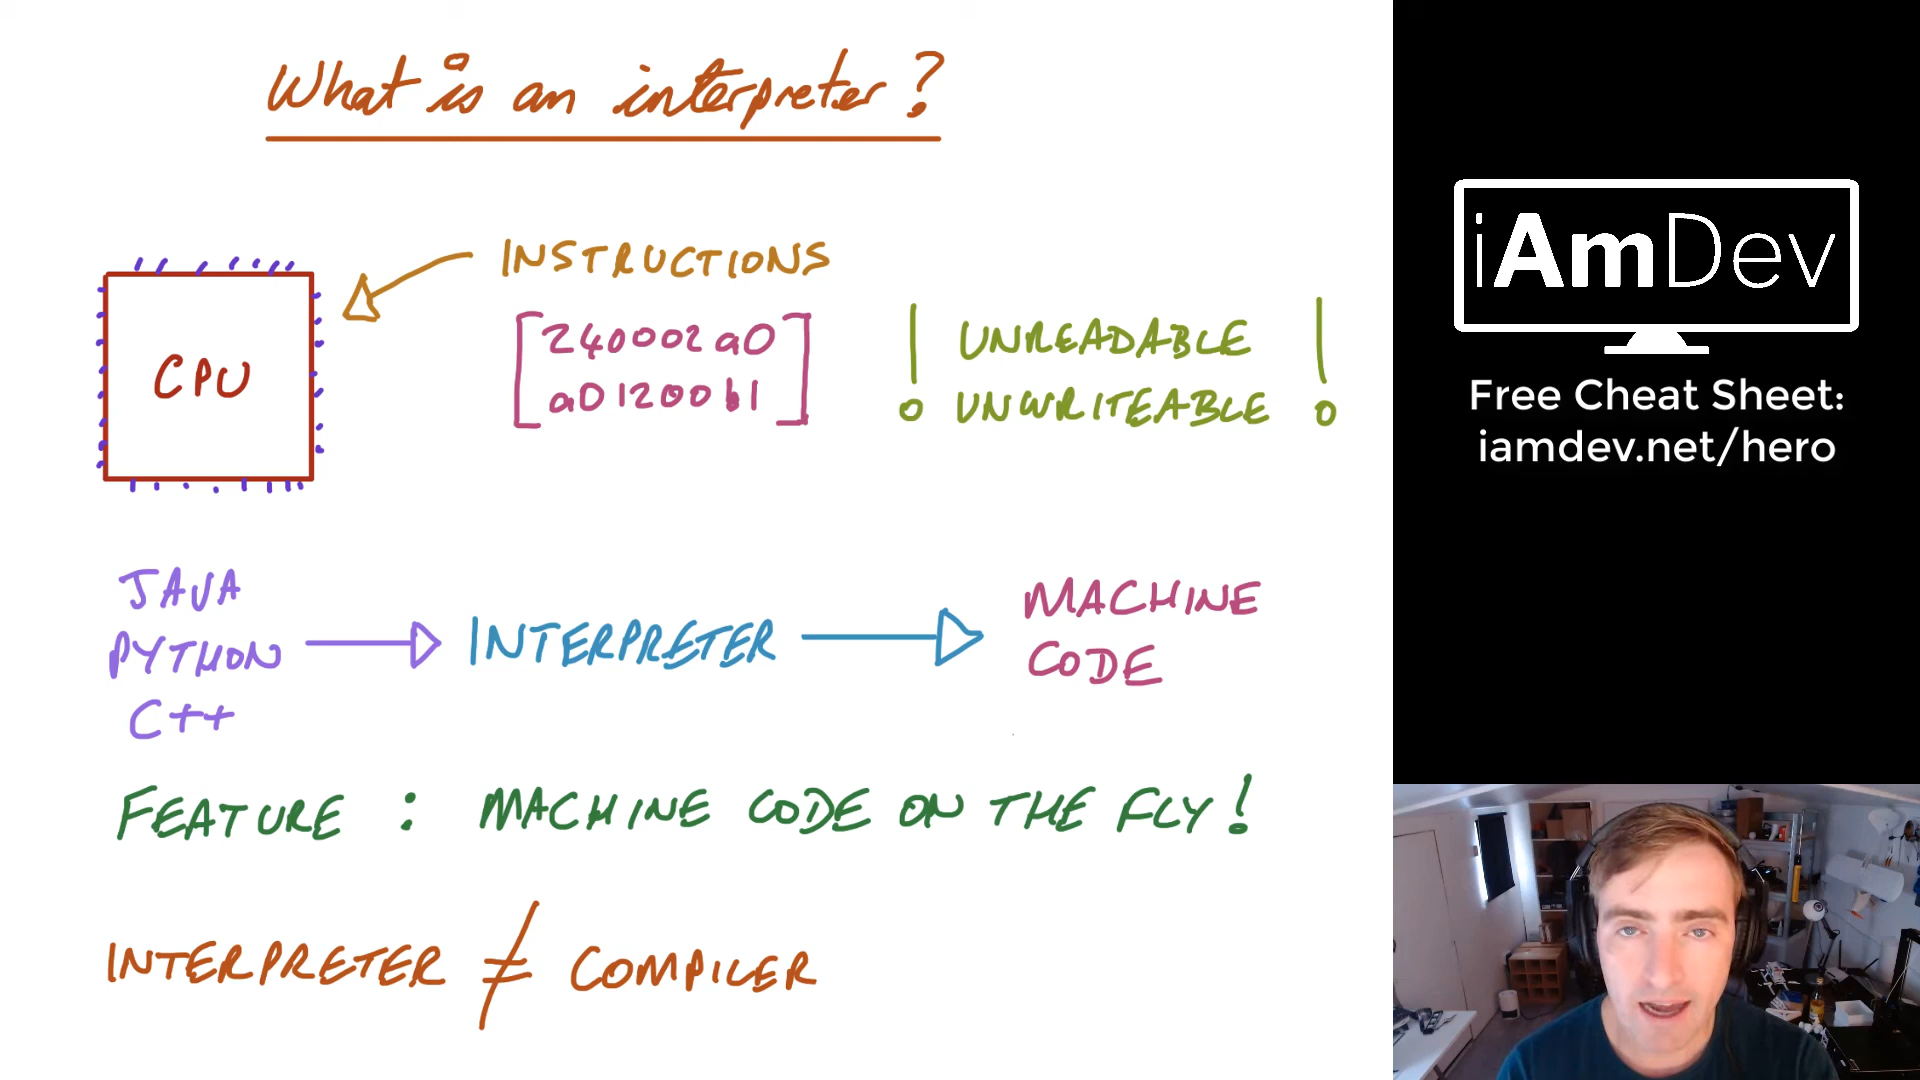 What is an interpreter?
INSTRUCTIONS
240002a0
a01200b1
! UNREADABLE !
UNWRITEABLE
CPU
JAVA
PYTHON
C++
INTERPRETER
MACHINE
CODE
FEATURE : MACHINE CODE ON THE FLY!
INTERPRETER ≠ COMPILER
iAmDev
Free Cheat Sheet:
iamdev.net/hero